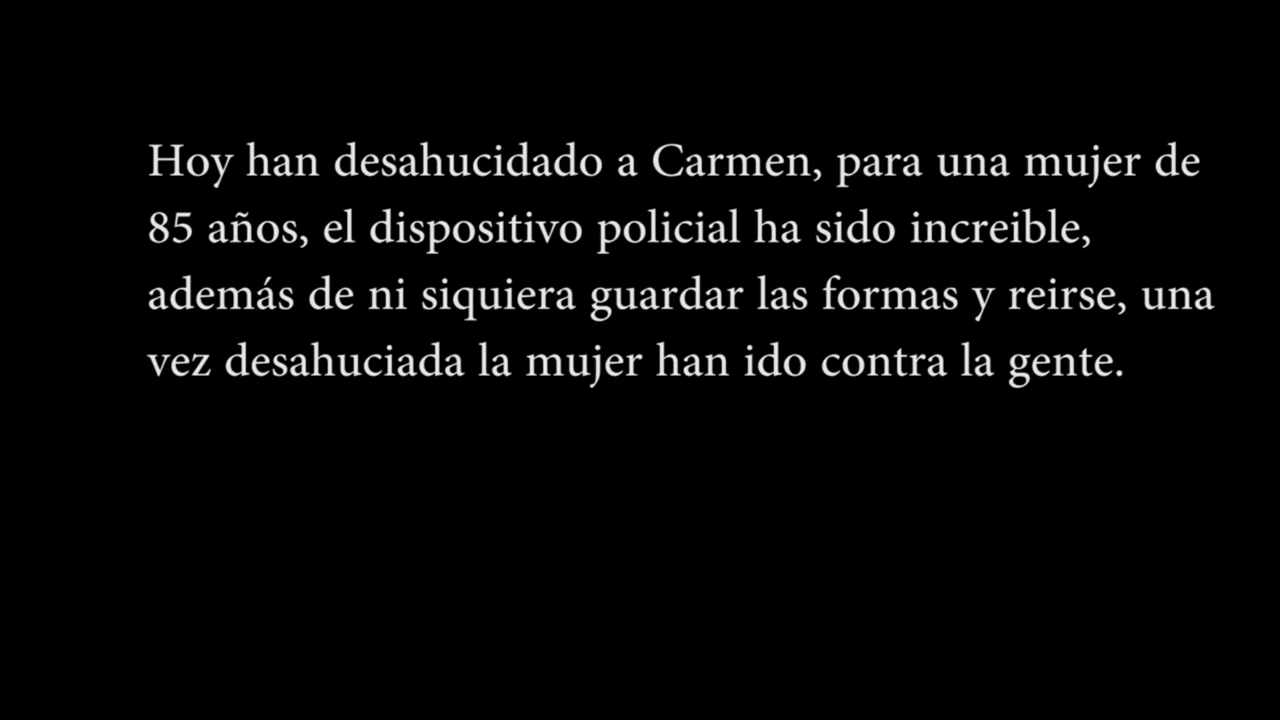 Hoy han desahucidado a Carmen, para una mujer de
85 años, el dispositivo policial ha sido increible,
además de ni siquiera guardar las formas y reirse, una
vez desahuciada la mujer han ido contra la gente.